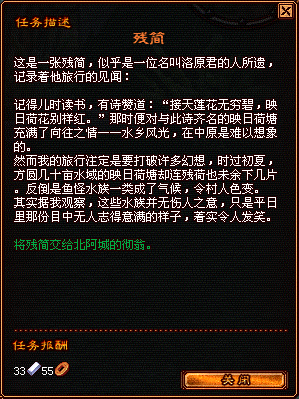 任务描述
残简
这是一张残简，似乎是一位名叫洛原君的人所遗，
记录着他旅行的见闻：
记得儿时读书，有诗赞道：“接天莲花无穷碧，映
日荷花别样红。”那时便对与此诗齐名的映日荷塘
充满了向往之情——水乡风光，在中原是难以想象
的。
然而我的旅行注定是要打破许多幻想，时过初夏，
方圆几十亩水域的映日荷塘却连残荷也未余下几片
。反倒是鱼怪水族一类成了气候，令村人色变。
其实据我观察，这些水族并无伤人之意，只是平日
里那份目中无人志得意满的样子，着实令人发笑。
将残简交给北阿城的彻翁。
任务报酬
33 55
关闭